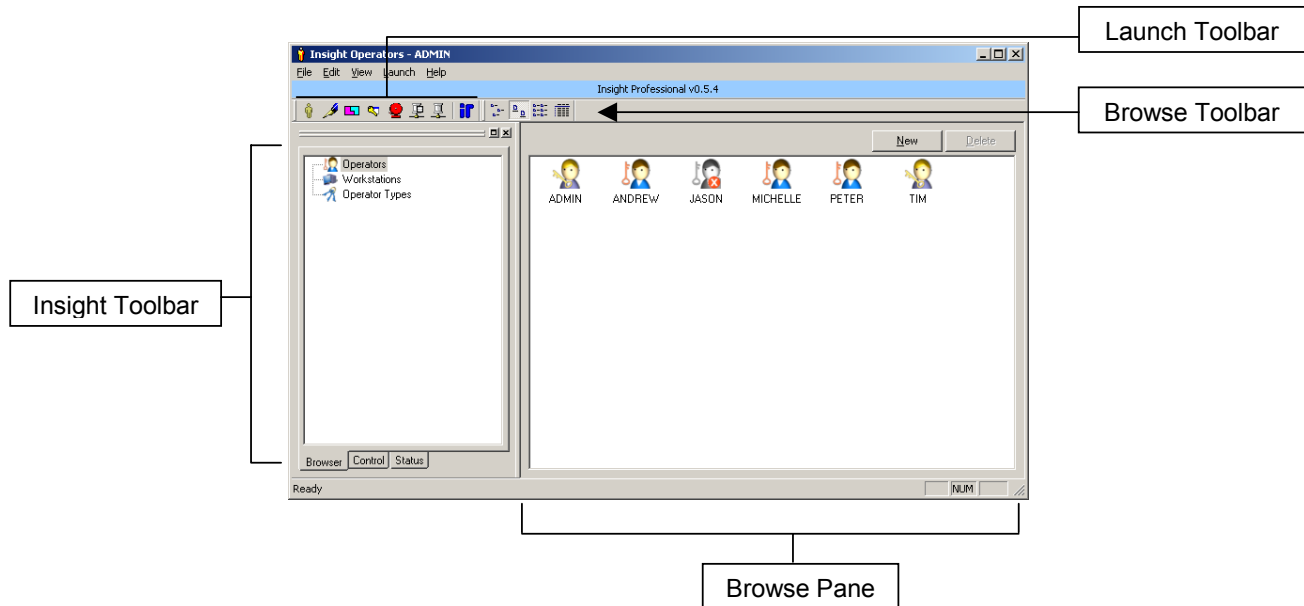 Launch Toolbar
Insight Operators - ADMIN
File Edit View Launch Help
Insight Professional v0.5.4
Browse Toolbar
New Delete
Operators
Workstations
Operator Types
ADMIN ANDREW JASON MICHELLE PETER TIM
Insight Toolbar
Browser Control Status
Ready
NUM
Browse Pane